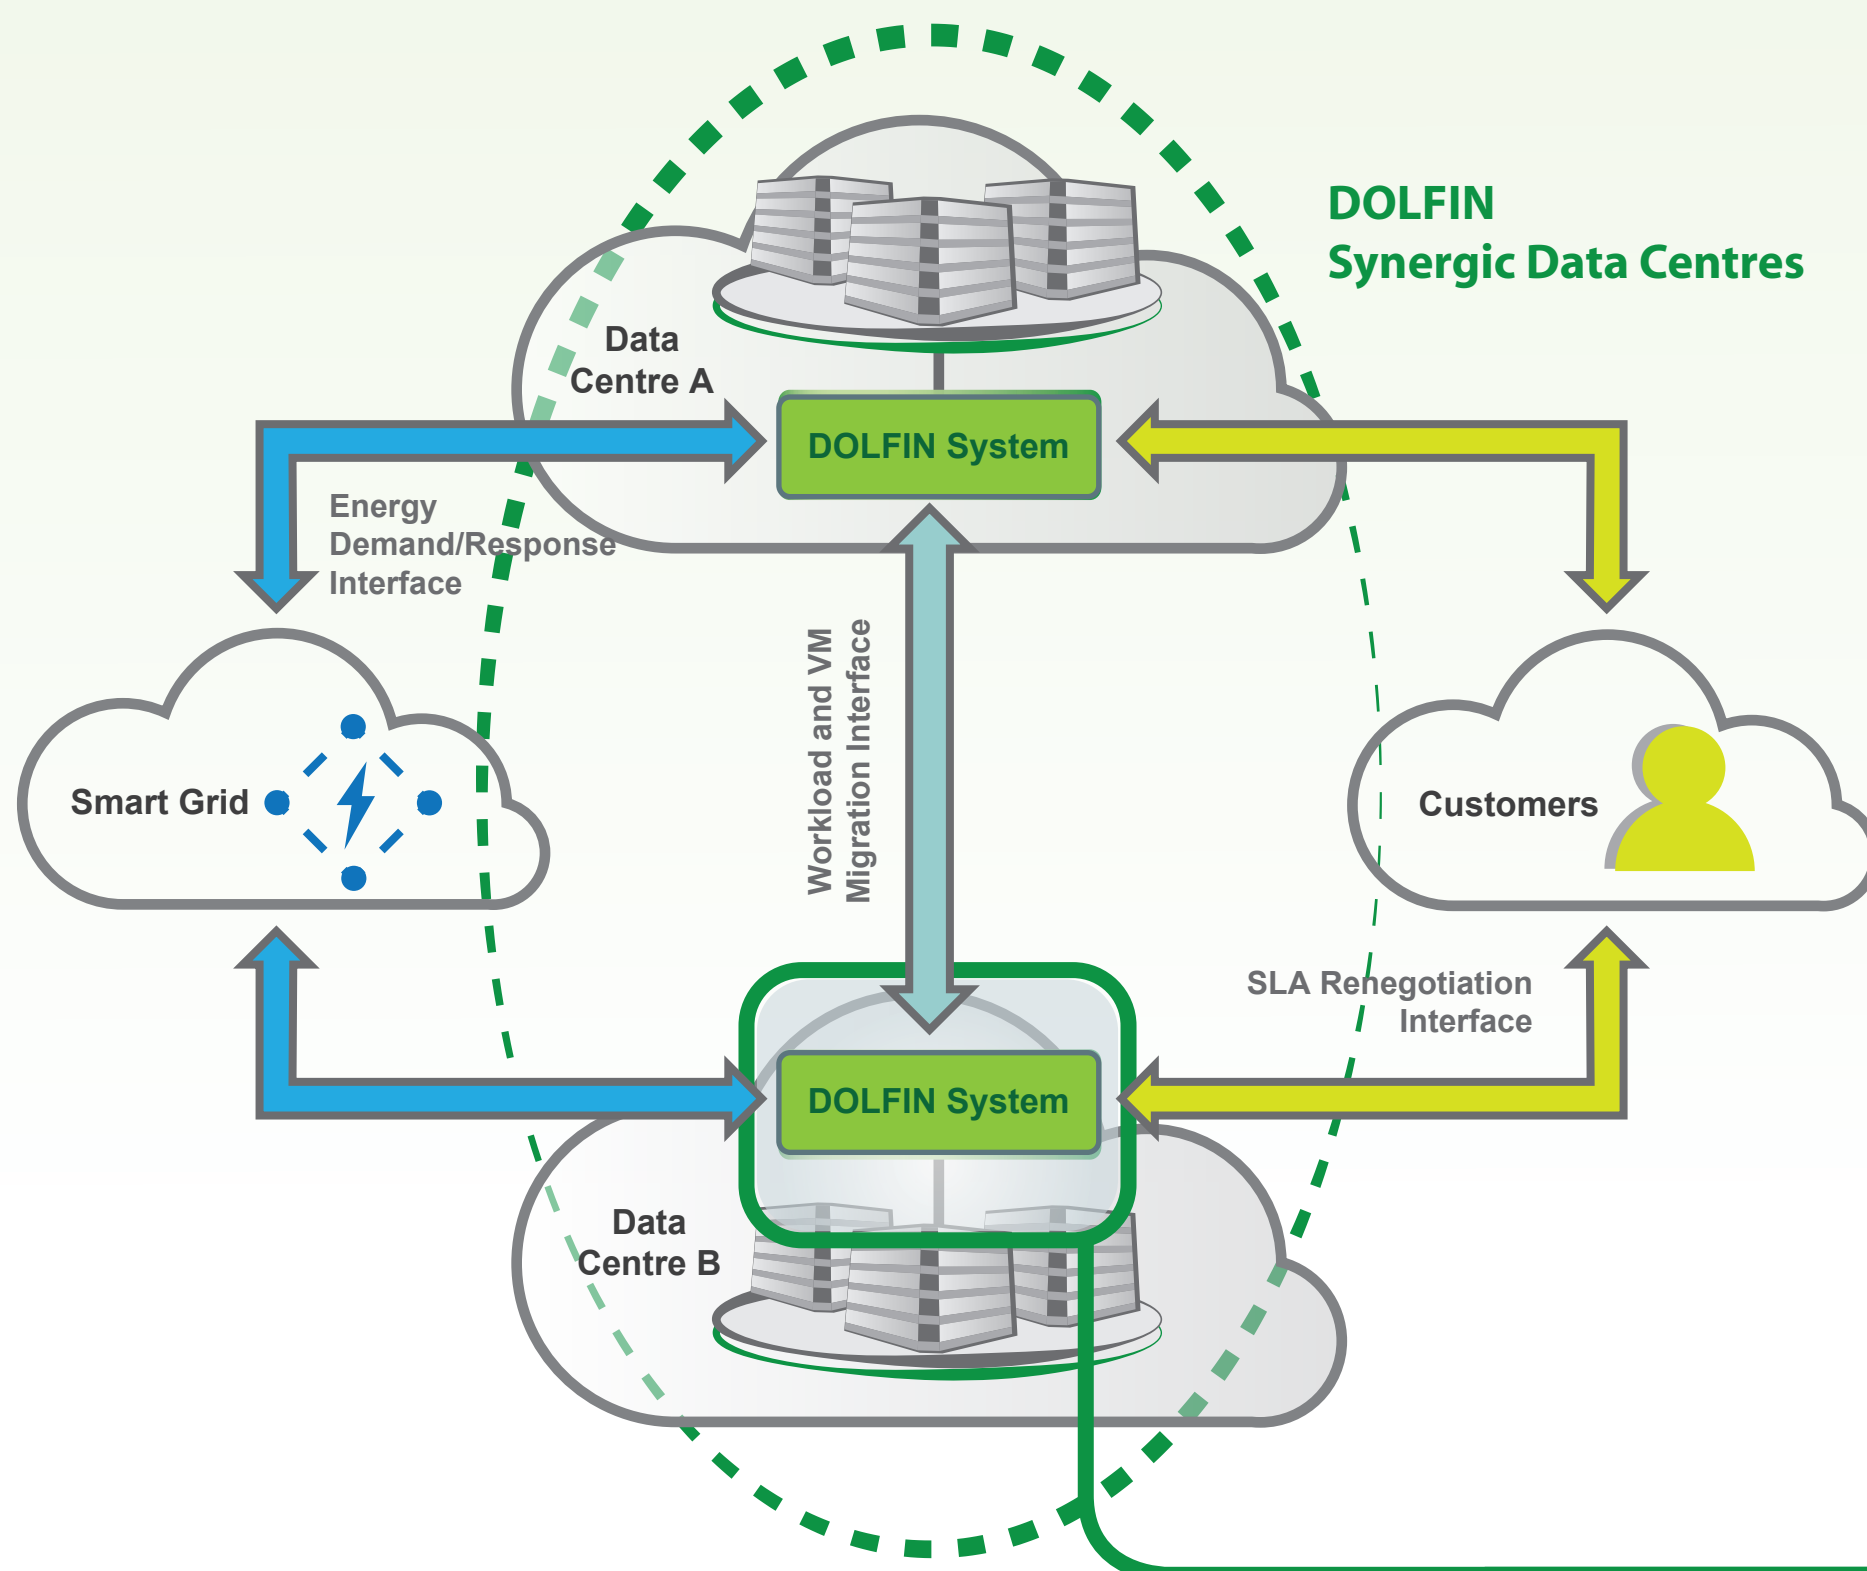 DOLFIN
Synergic Data Centres
Data
Centre A
DOLFIN System
Energy
Demand/Response
Interface
Workload and VM
Migration Interface
Smart Grid
Customers
SLA Renegotiation
Interface
DOLFIN System
Data
Centre B